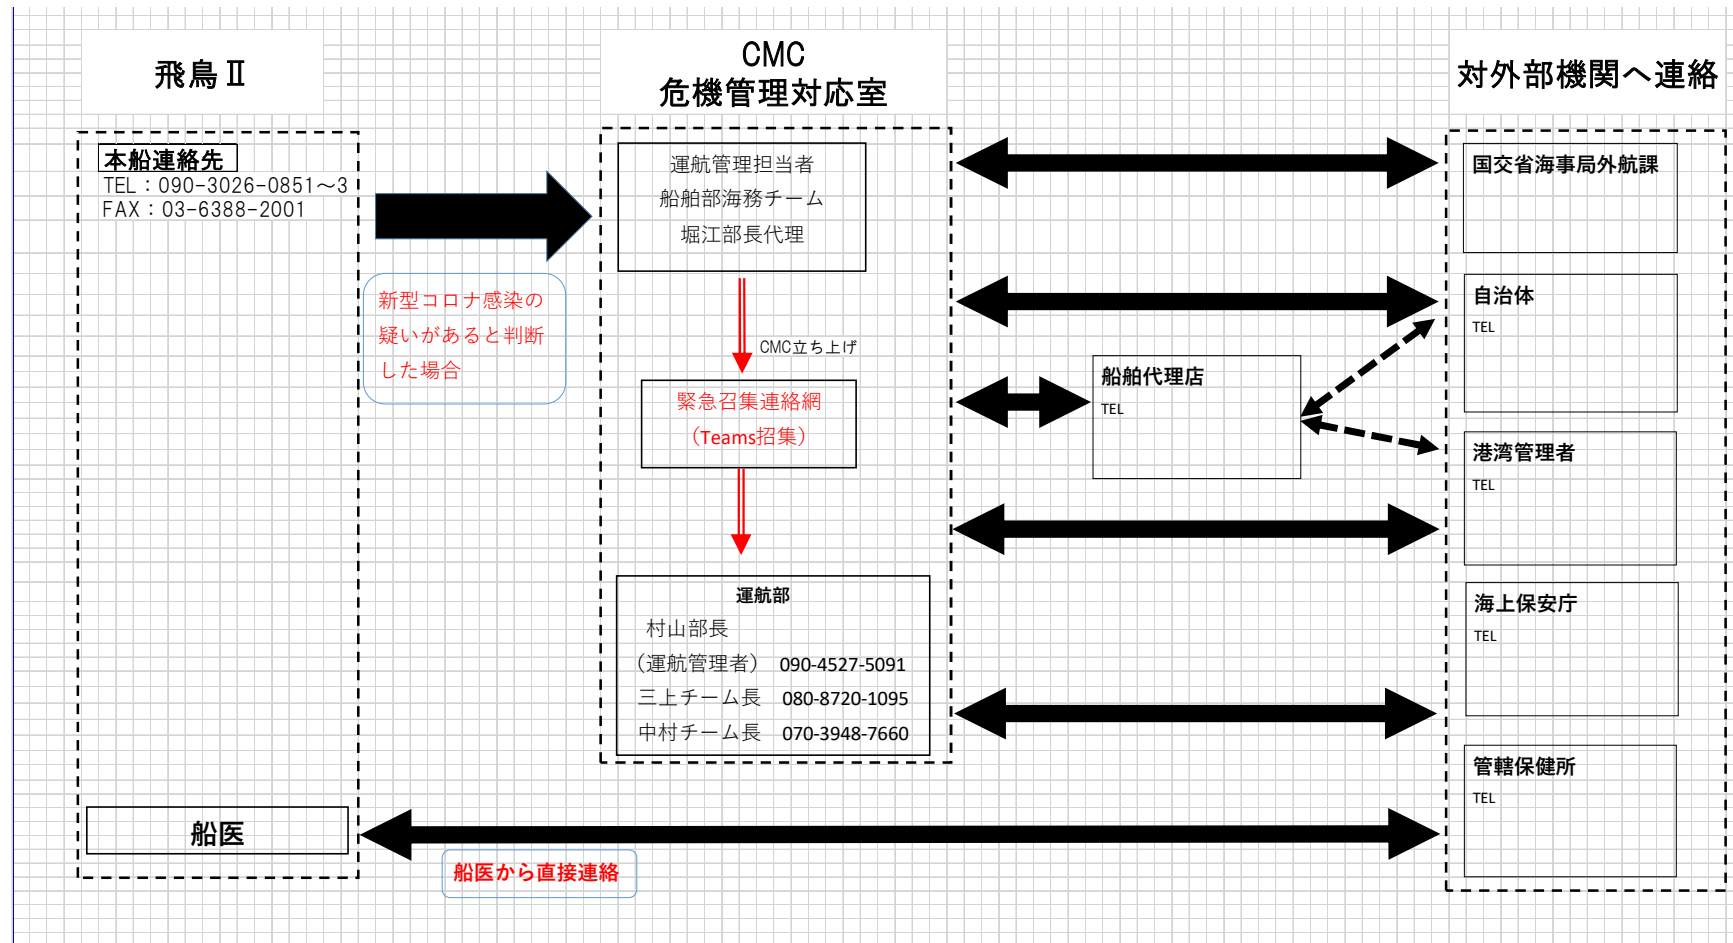 飛鳥Ⅱ
CMC
危機管理対応室
対外部機関へ連絡
本船連絡先
TEL：090-3026-0851～3
FAX：03-6388-2001
新型コロナ感染の
疑いがあると判断
した場合
運航管理担当者
船舶部海務チーム
堀江部長代理
CMC立ち上げ
緊急召集連絡網
（Teams招集）
運航部
村山部長
（運航管理者） 090-4527-5091
三上チーム長 080-8720-1095
中村チーム長 070-3948-7660
船舶代理店
TEL
国交省海事局外航課
自治体
TEL
港湾管理者
TEL
海上保安庁
TEL
管轄保健所
TEL
船医
船医から直接連絡